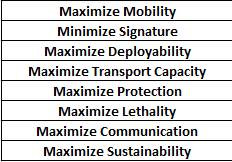 Maximize Mobility
Minimize Signature
Maximize Deployability
Maximize Transport Capacity
Maximize Protection
Maximize Lethality
Maximize Communication
Maximize Sustainability